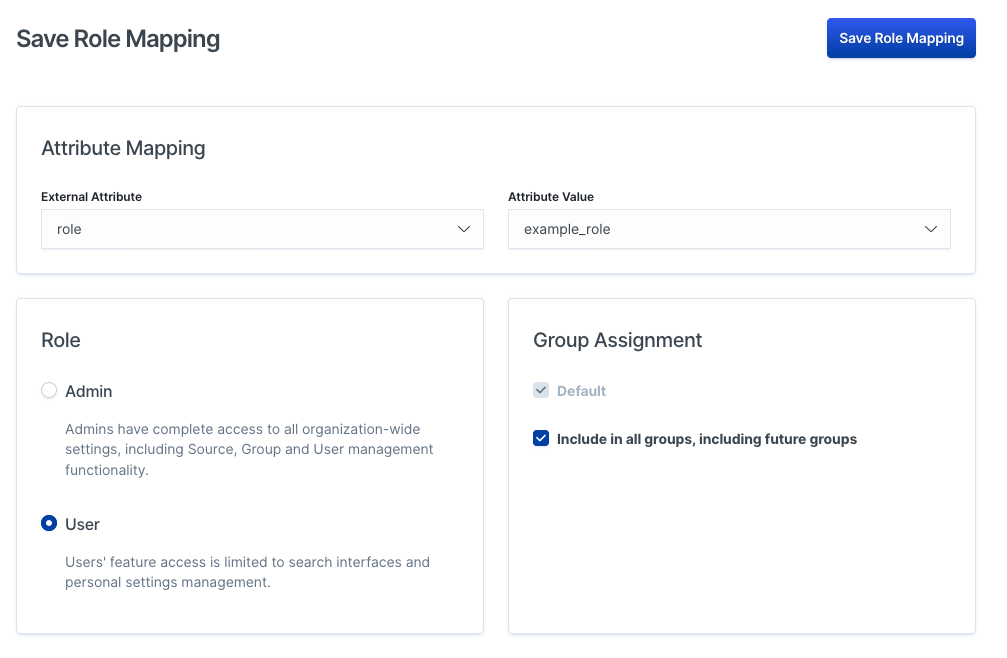 Save Role Mapping
Save Role Mapping
Attribute Mapping
External Attribute
role
Attribute Value
example_role
Role
Admin
Admins have complete access to all organization-wide
settings, including Source, Group and User management
functionality.
User
Users' feature access is limited to search interfaces and
personal settings management.
Group Assignment
Default
Include in all groups, including future groups